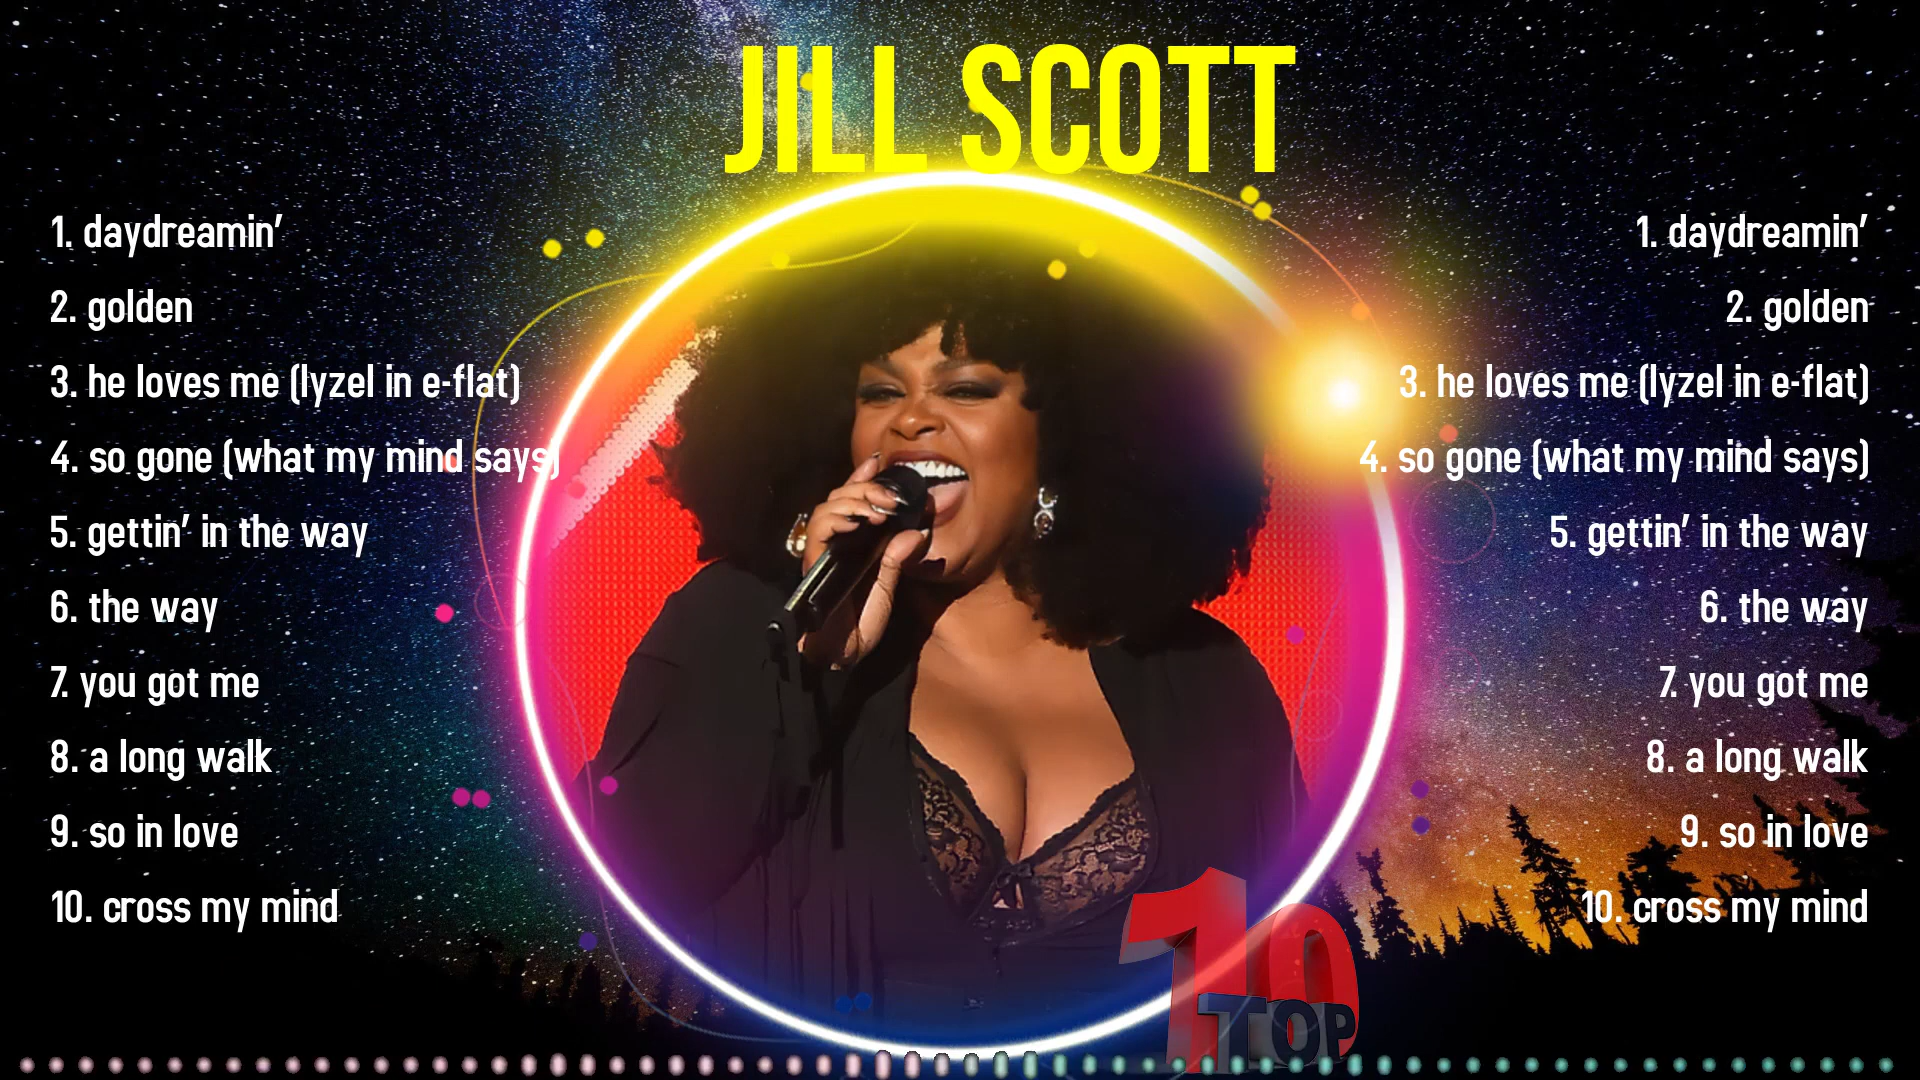 JILL SCOTT
1. daydreamin’
2. golden
3. he loves me (lyzel in e-flat)
4. so gone (what my mind says)
5. gettin’ in the way
6. the way
7. you got me
8. a long walk
9. so in love
10. cross my mind
1. daydreamin’
2. golden
3. he loves me (lyzel in e-flat)
4. so gone (what my mind says)
5. gettin’ in the way
6. the way
7. you got me
8. a long walk
9. so in love
10. cross my mind
10
TOP